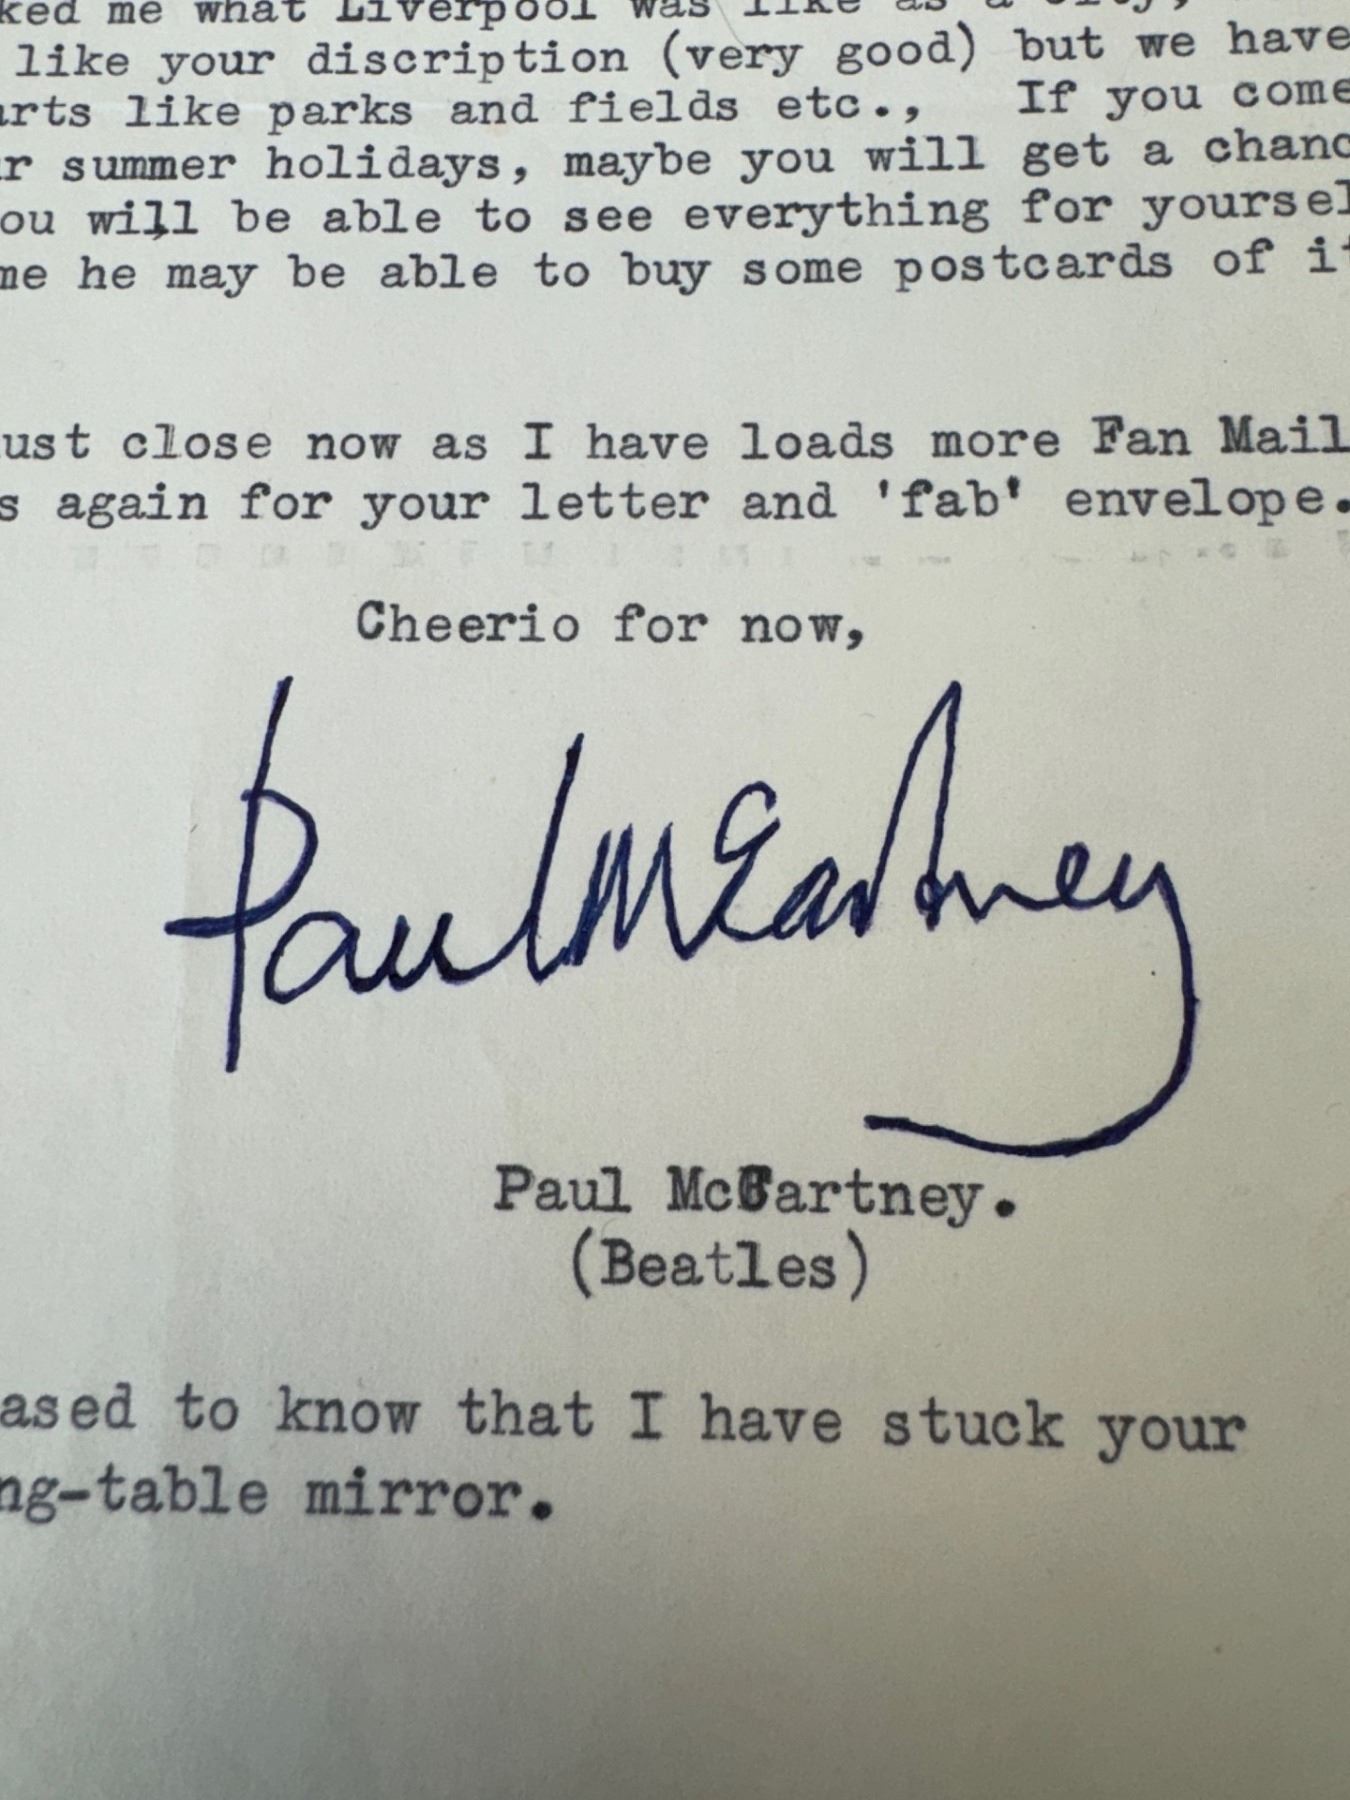 ked me what Liverpool was like as a city,
like your discription (very good) but we have
arts like parks and fields etc., If you come
r summer holidays, maybe you will get a chanc
ou will be able to see everything for yoursel
me he may be able to buy some postcards of it
ust close now as I have loads more Fan Mail
s again for your letter and 'fab' envelope.
Cheerio for now,
Paul McCartney
Paul McCartney.
(Beatles)
ased to know that I have stuck your
ng-table mirror.